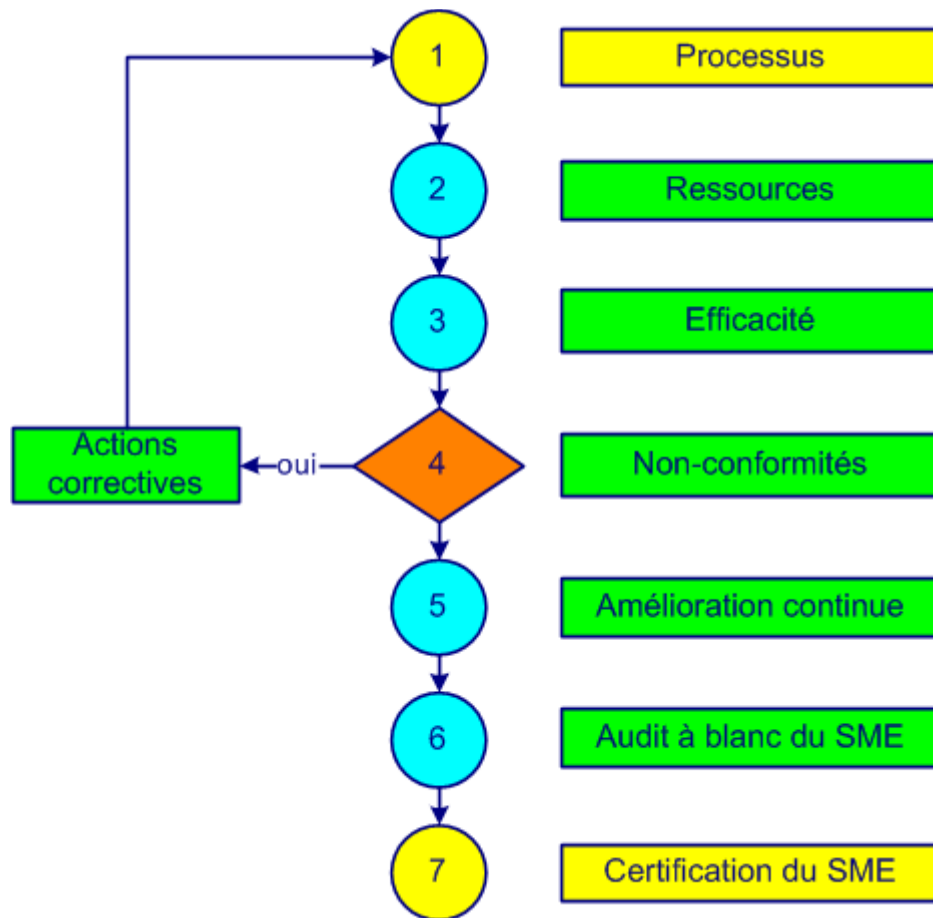 1
Processus
2
Ressources
3
Efficacité
Actions
correctives
oui
4
Non-conformités
5
Amélioration continue
6
Audit à blanc du SME
7
Certification du SME